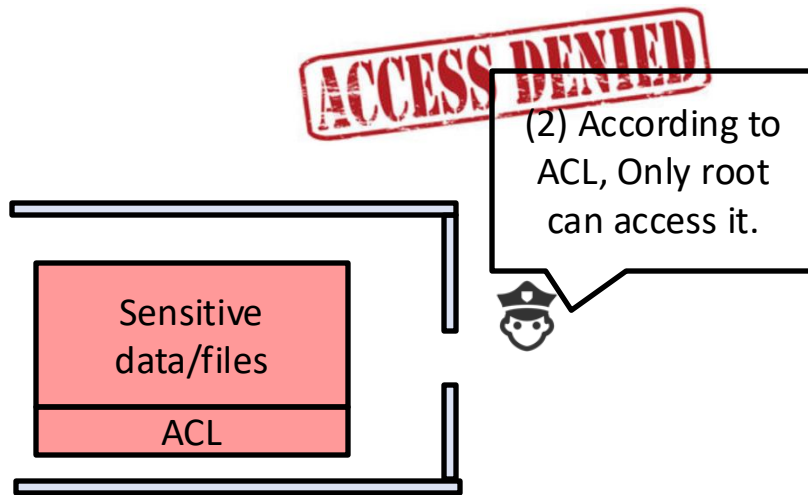 ACCESS DENIED
(2) According to
ACL, Only root
can access it.
Sensitive
data/files
ACL